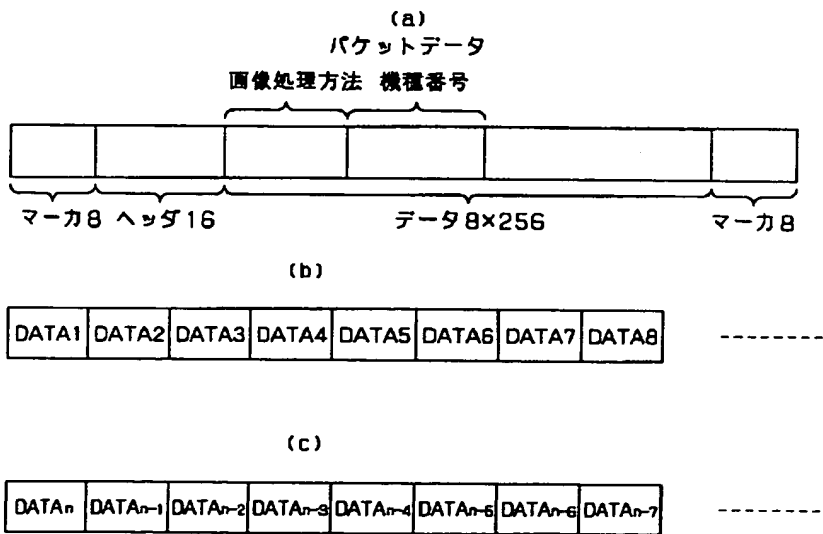 (a)
パケットデータ
画像処理方法 機種番号
マーカ8 ヘッダ16 データ8×256 マーカ8
(b)
DATA1 DATA2 DATA3 DATA4 DATA5 DATA6 DATA7 DATA8
(c)
DATAn DATAn-1 DATAn-2 DATAn-3 DATAn-4 DATAn-5 DATAn-6 DATAn-7